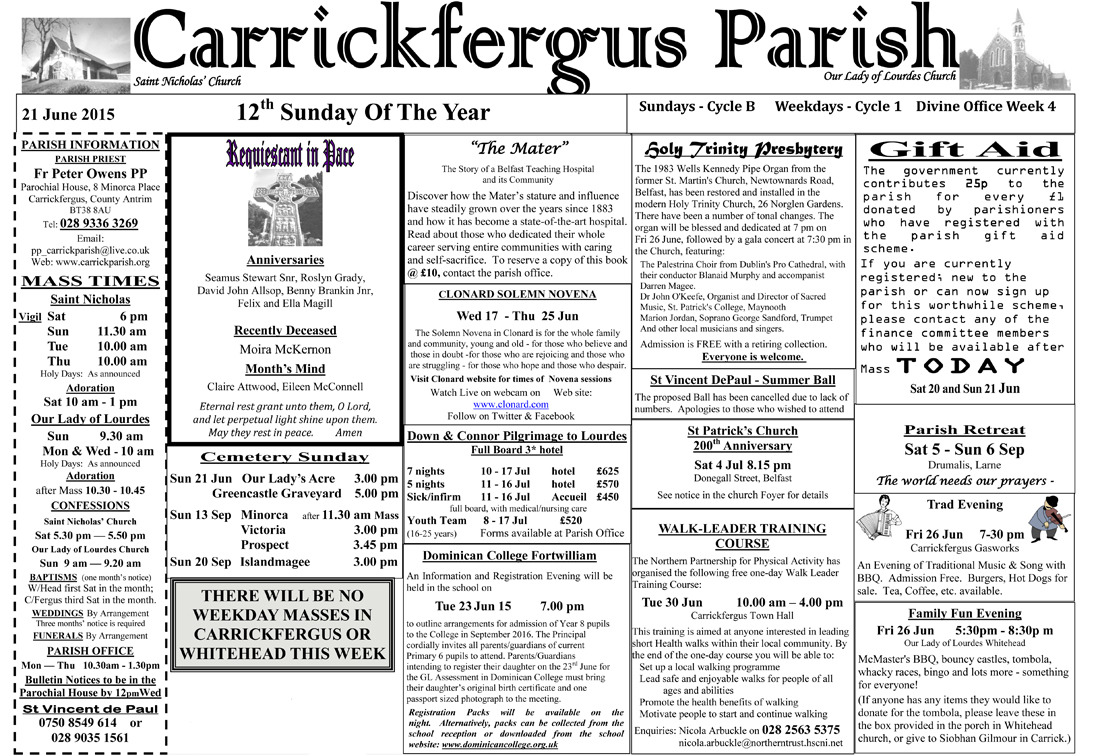 Carrickfergus Parish
Saint Nicholas' Church
Our Lady of Lourdes Church
21 June 2015
12th Sunday Of The Year
Sundays - Cycle B Weekdays - Cycle 1 Divine Office Week 4
PARISH INFORMATION
PARISH PRIEST
Fr Peter Owens PP
Parochial House, 8 Minorca Place
Carrickfergus, County Antrim
BT38 8AU
Tel: 028 9336 3269
Email:
pp_carrickparish@live.co.uk
Web: www.carrickparish.org
MASS TIMES
Saint Nicholas
Vigil Sat 6 pm
Sun 11.30 am
Tue 10.00 am
Thu 10.00 am
Holy Days: As announced
Adoration
Sat 10 am - 1 pm
Our Lady of Lourdes
Sun 9.30 am
Mon & Wed - 10 am
Holy Days: As announced
Adoration
after Mass 10.30 - 10.45
CONFESSIONS
Saint Nicholas' Church
Sat 5.30 pm — 5.50 pm
Our Lady of Lourdes Church
Sun 9 am — 9.20 am
BAPTISMS (one month's notice)
W/Head first Sat in the month;
C/Fergus third Sat in the month.
WEDDINGS By Arrangement
Three months' notice is required
FUNERALS By Arrangement
PARISH OFFICE
Mon — Thu 10.30am - 1.30pm
Bulletin Notices to be in the
Parochial House by 12pmWed
St Vincent de Paul
0750 8549 614 or
028 9035 1561
Requiescant in Pace
Anniversaries
Seamus Stewart Snr, Roslyn Grady,
David John Allsop, Benny Brankin Jnr,
Felix and Ella Magill
Recently Deceased
Moira McKernon
Month's Mind
Claire Attwood, Eileen McConnell
Eternal rest grant unto them, O Lord,
and let perpetual light shine upon them.
May they rest in peace. Amen
Cemetery Sunday
Sun 21 Jun Our Lady's Acre 3.00 pm
Greencastle Graveyard 5.00 pm
Sun 13 Sep Minorca after 11.30 am Mass
Victoria 3.00 pm
Prospect 3.45 pm
Sun 20 Sep Islandmagee 3.00 pm
THERE WILL BE NO
WEEKDAY MASSES IN
CARRICKFERGUS OR
WHITEHEAD THIS WEEK
"The Mater"
The Story of a Belfast Teaching Hospital
and its Community
Discover how the Mater's stature and influence
have steadily grown over the years since 1883
and how it has become a state-of-the-art hospital.
Read about those who dedicated their whole
career serving entire communities with caring
and self-sacrifice. To reserve a copy of this book
@ £10, contact the parish office.
CLONARD SOLEMN NOVENA
Wed 17 - Thu 25 Jun
The Solemn Novena in Clonard is for the whole family
and community, young and old - for those who believe and
those in doubt -for those who are rejoicing and those who
are struggling - for those who hope and those who despair.
Visit Clonard website for times of Novena sessions
Watch Live on webcam on Web site:
www.clonard.com
Follow on Twitter & Facebook
Down & Connor Pilgrimage to Lourdes
Full Board 3* hotel
7 nights 10 - 17 Jul hotel £625
5 nights 11 - 16 Jul hotel £570
Sick/infirm 11 - 16 Jul Accueil £450
full board, with medical/nursing care
Youth Team 8 - 17 Jul £520
(16-25 years) Forms available at Parish Office
Dominican College Fortwilliam
An Information and Registration Evening will be
held in the school on
Tue 23 Jun 15 7.00 pm
to outline arrangements for admission of Year 8 pupils
to the College in September 2016. The Principal
cordially invites all parents/guardians of current
Primary 6 pupils to attend. Parents/Guardians
intending to register their daughter on the 23rd June for
the GL Assessment in Dominican College must bring
their daughter's original birth certificate and one
passport sized photograph to the meeting.
Registration Packs will be available on the
night. Alternatively, packs can be collected from the
school reception or downloaded from the school
website: www.dominicancollege.org.uk
Holy Trinity Presbytery
The 1983 Wells Kennedy Pipe Organ from the
former St. Martin's Church, Newtownards Road,
Belfast, has been restored and installed in the
modern Holy Trinity Church, 26 Norglen Gardens.
There have been a number of tonal changes. The
organ will be blessed and dedicated at 7 pm on
Fri 26 Jun, followed by a gala concert at 7:30 pm in
the Church, featuring:
The Palestrina Choir from Dublin's Pro Cathedral, with
their conductor Blanaid Murphy and accompanist
Darren Magee.
Dr John O'Keefe, Organist and Director of Sacred
Music, St. Patrick's College, Maynooth
Marion Jordan, Soprano George Sandford, Trumpet
And other local musicians and singers.
Admission is FREE with a retiring collection.
Everyone is welcome.
St Vincent DePaul - Summer Ball
The proposed Ball has been cancelled due to lack of
numbers. Apologies to those who wished to attend
St Patrick's Church
200th Anniversary
Sat 4 Jul 8.15 pm
Donegall Street, Belfast
See notice in the church Foyer for details
WALK-LEADER TRAINING
COURSE
The Northern Partnership for Physical Activity has
organised the following free one-day Walk Leader
Training Course:
Tue 30 Jun 10.00 am – 4.00 pm
Carrickfergus Town Hall
This training is aimed at anyone interested in leading
short Health walks within their local community. By
the end of the one-day course you will be able to:
Set up a local walking programme
Lead safe and enjoyable walks for people of all
ages and abilities
Promote the health benefits of walking
Motivate people to start and continue walking
Enquiries: Nicola Arbuckle on 028 2563 5375
nicola.arbuckle@northerntrust.hscni.net
Gift Aid
The government currently
contributes 25p to the
parish for every £1
donated by parishioners
who have registered with
the parish gift aid
scheme.
If you are currently
registered; new to the
parish or can now sign up
for this worthwhile scheme,
please contact any of the
finance committee members
who will be available after
Mass TODAY
Sat 20 and Sun 21 Jun
Parish Retreat
Sat 5 - Sun 6 Sep
Drumalis, Larne
The world needs our prayers -
Trad Evening
Fri 26 Jun 7-30 pm
Carrickfergus Gasworks
An Evening of Traditional Music & Song with
BBQ. Admission Free. Burgers, Hot Dogs for
sale. Tea, Coffee, etc. available.
Family Fun Evening
Fri 26 Jun 5:30pm - 8:30p m
Our Lady of Lourdes Whitehead
McMaster's BBQ, bouncy castles, tombola,
whacky races, bingo and lots more - something
for everyone!
(If anyone has any items they would like to
donate for the tombola, please leave these in
the box provided in the porch in Whitehead
church, or give to Siobhan Gilmour in Carrick.)